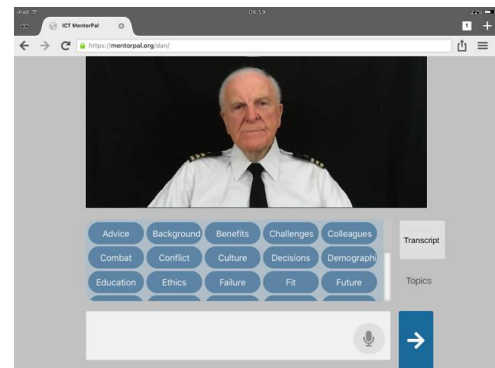 ICT MentorPal
1
https://mentorpal.org/dan/
Advice Background Benefits Challenges Colleagues
Transcript
Combat Conflict Culture Decisions Demographi
Education Ethics Failure Fit Future
Topics